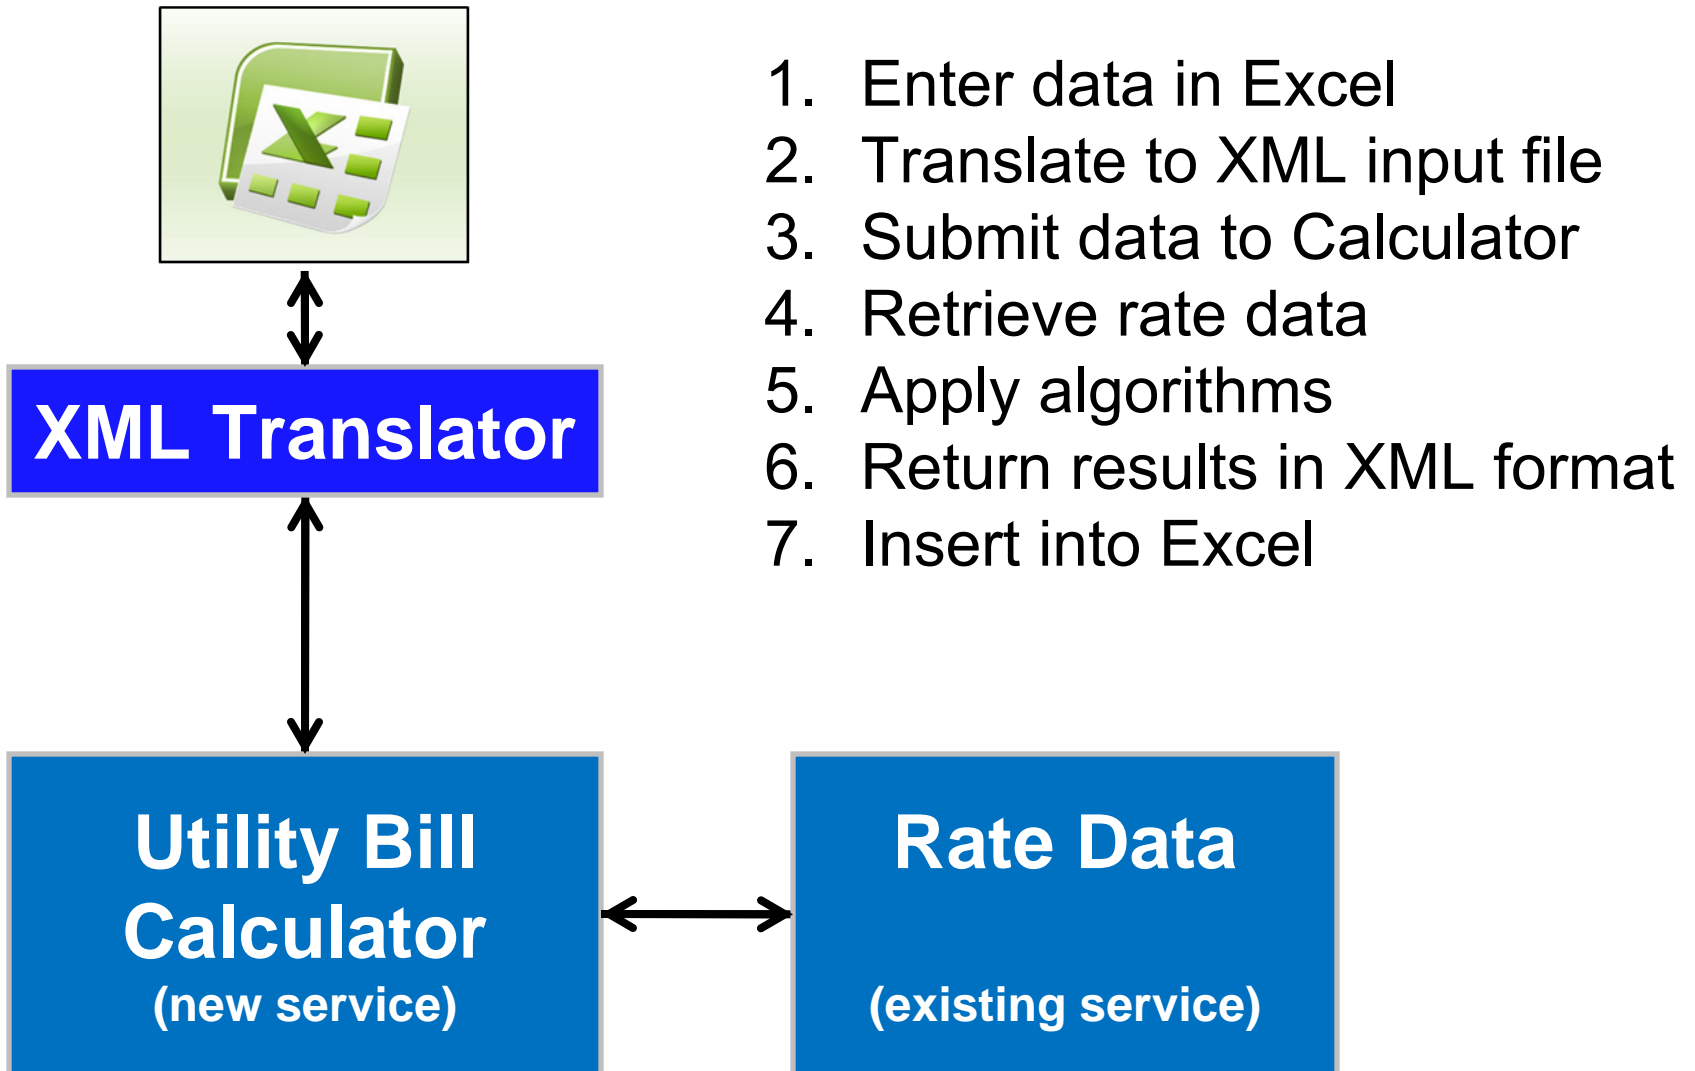 1. Enter data in Excel
2. Translate to XML input file
3. Submit data to Calculator
4. Retrieve rate data
5. Apply algorithms
6. Return results in XML format
7. Insert into Excel
XML Translator
Utility Bill
Calculator
(new service)
Rate Data
(existing service)